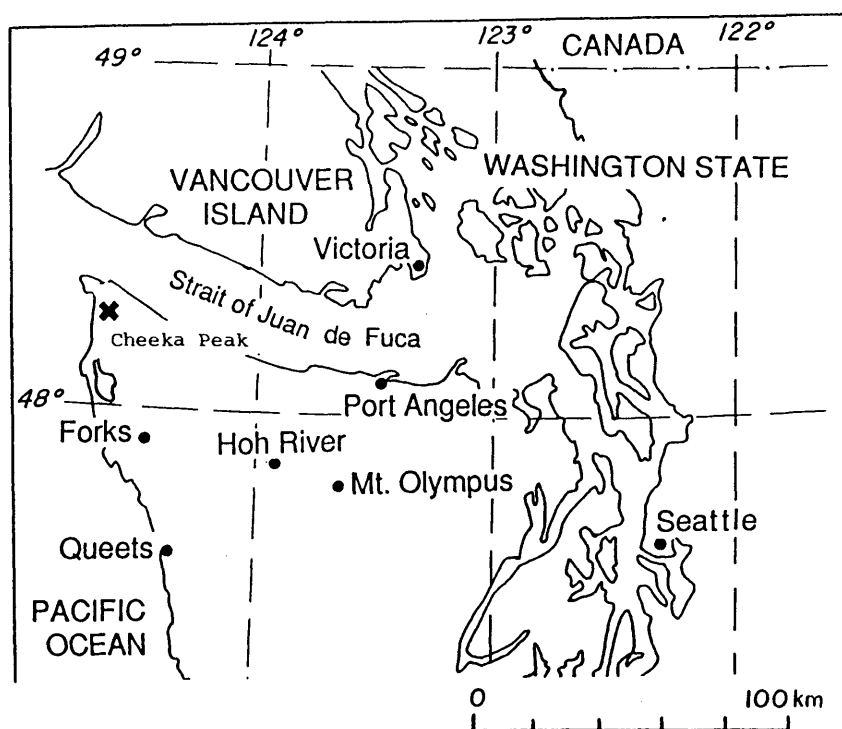 124°
123°
CANADA
122°
49°
WASHINGTON STATE
VANCOUVER
ISLAND
Victoria
Strait of Juan de Fuca
Cheeka Peak
48°
Port Angeles
Forks
Hoh River
Mt. Olympus
Seattle
Queets
PACIFIC
OCEAN
0
100 km